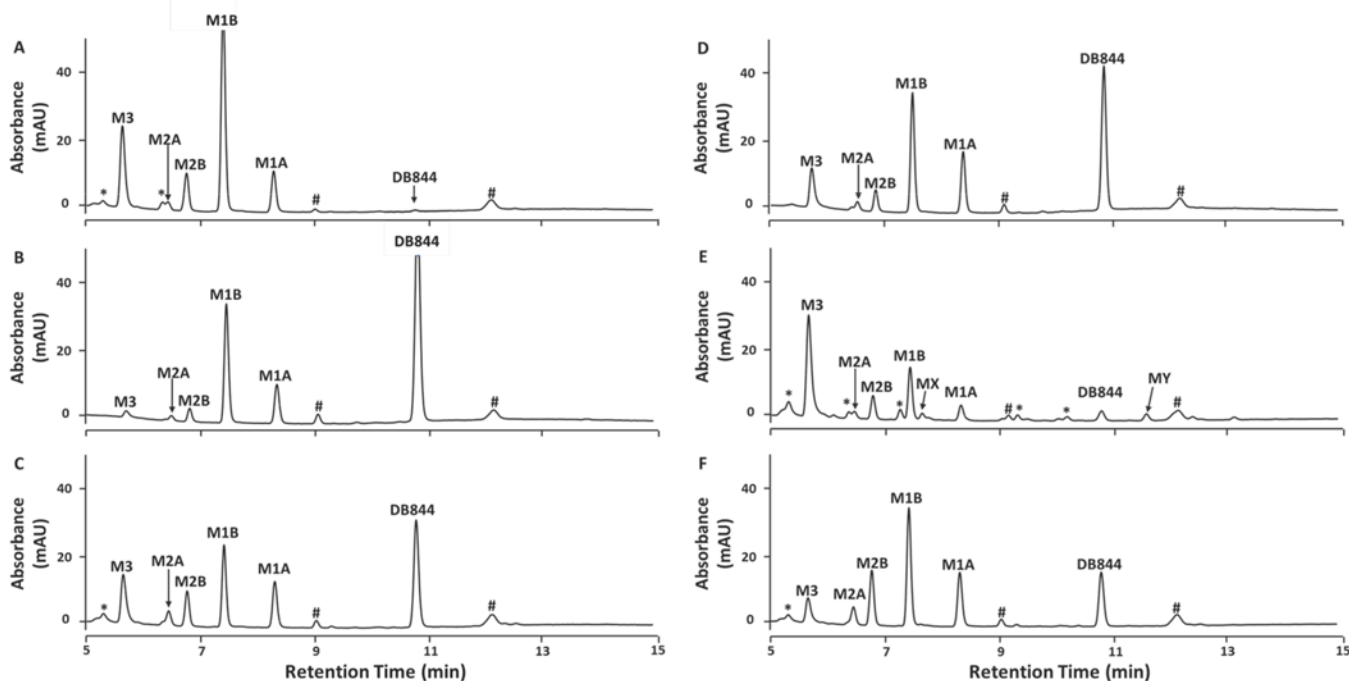 A
Absorbance
(mAU)
40
20
0
*
M3
*
M2A
M2B
M1B
M1A
#
DB844
#
B
Absorbance
(mAU)
40
20
0
M3
M2A
M2B
M1B
M1A
#
DB844
#
C
Absorbance
(mAU)
40
20
0
*
M3
M2A
M2B
M1B
M1A
#
DB844
#
5
7
9
11
13
15
Retention Time (min)
D
Absorbance
(mAU)
40
20
0
M3
M2A
M2B
M1B
M1A
#
DB844
#
E
Absorbance
(mAU)
40
20
0
*
M3
*
M2A
M2B
*
M1B
MX
M1A
#
*
*
DB844
MY
#
F
Absorbance
(mAU)
40
20
0
*
M3
M2A
M2B
M1B
M1A
#
DB844
#
5
7
9
11
13
15
Retention Time (min)